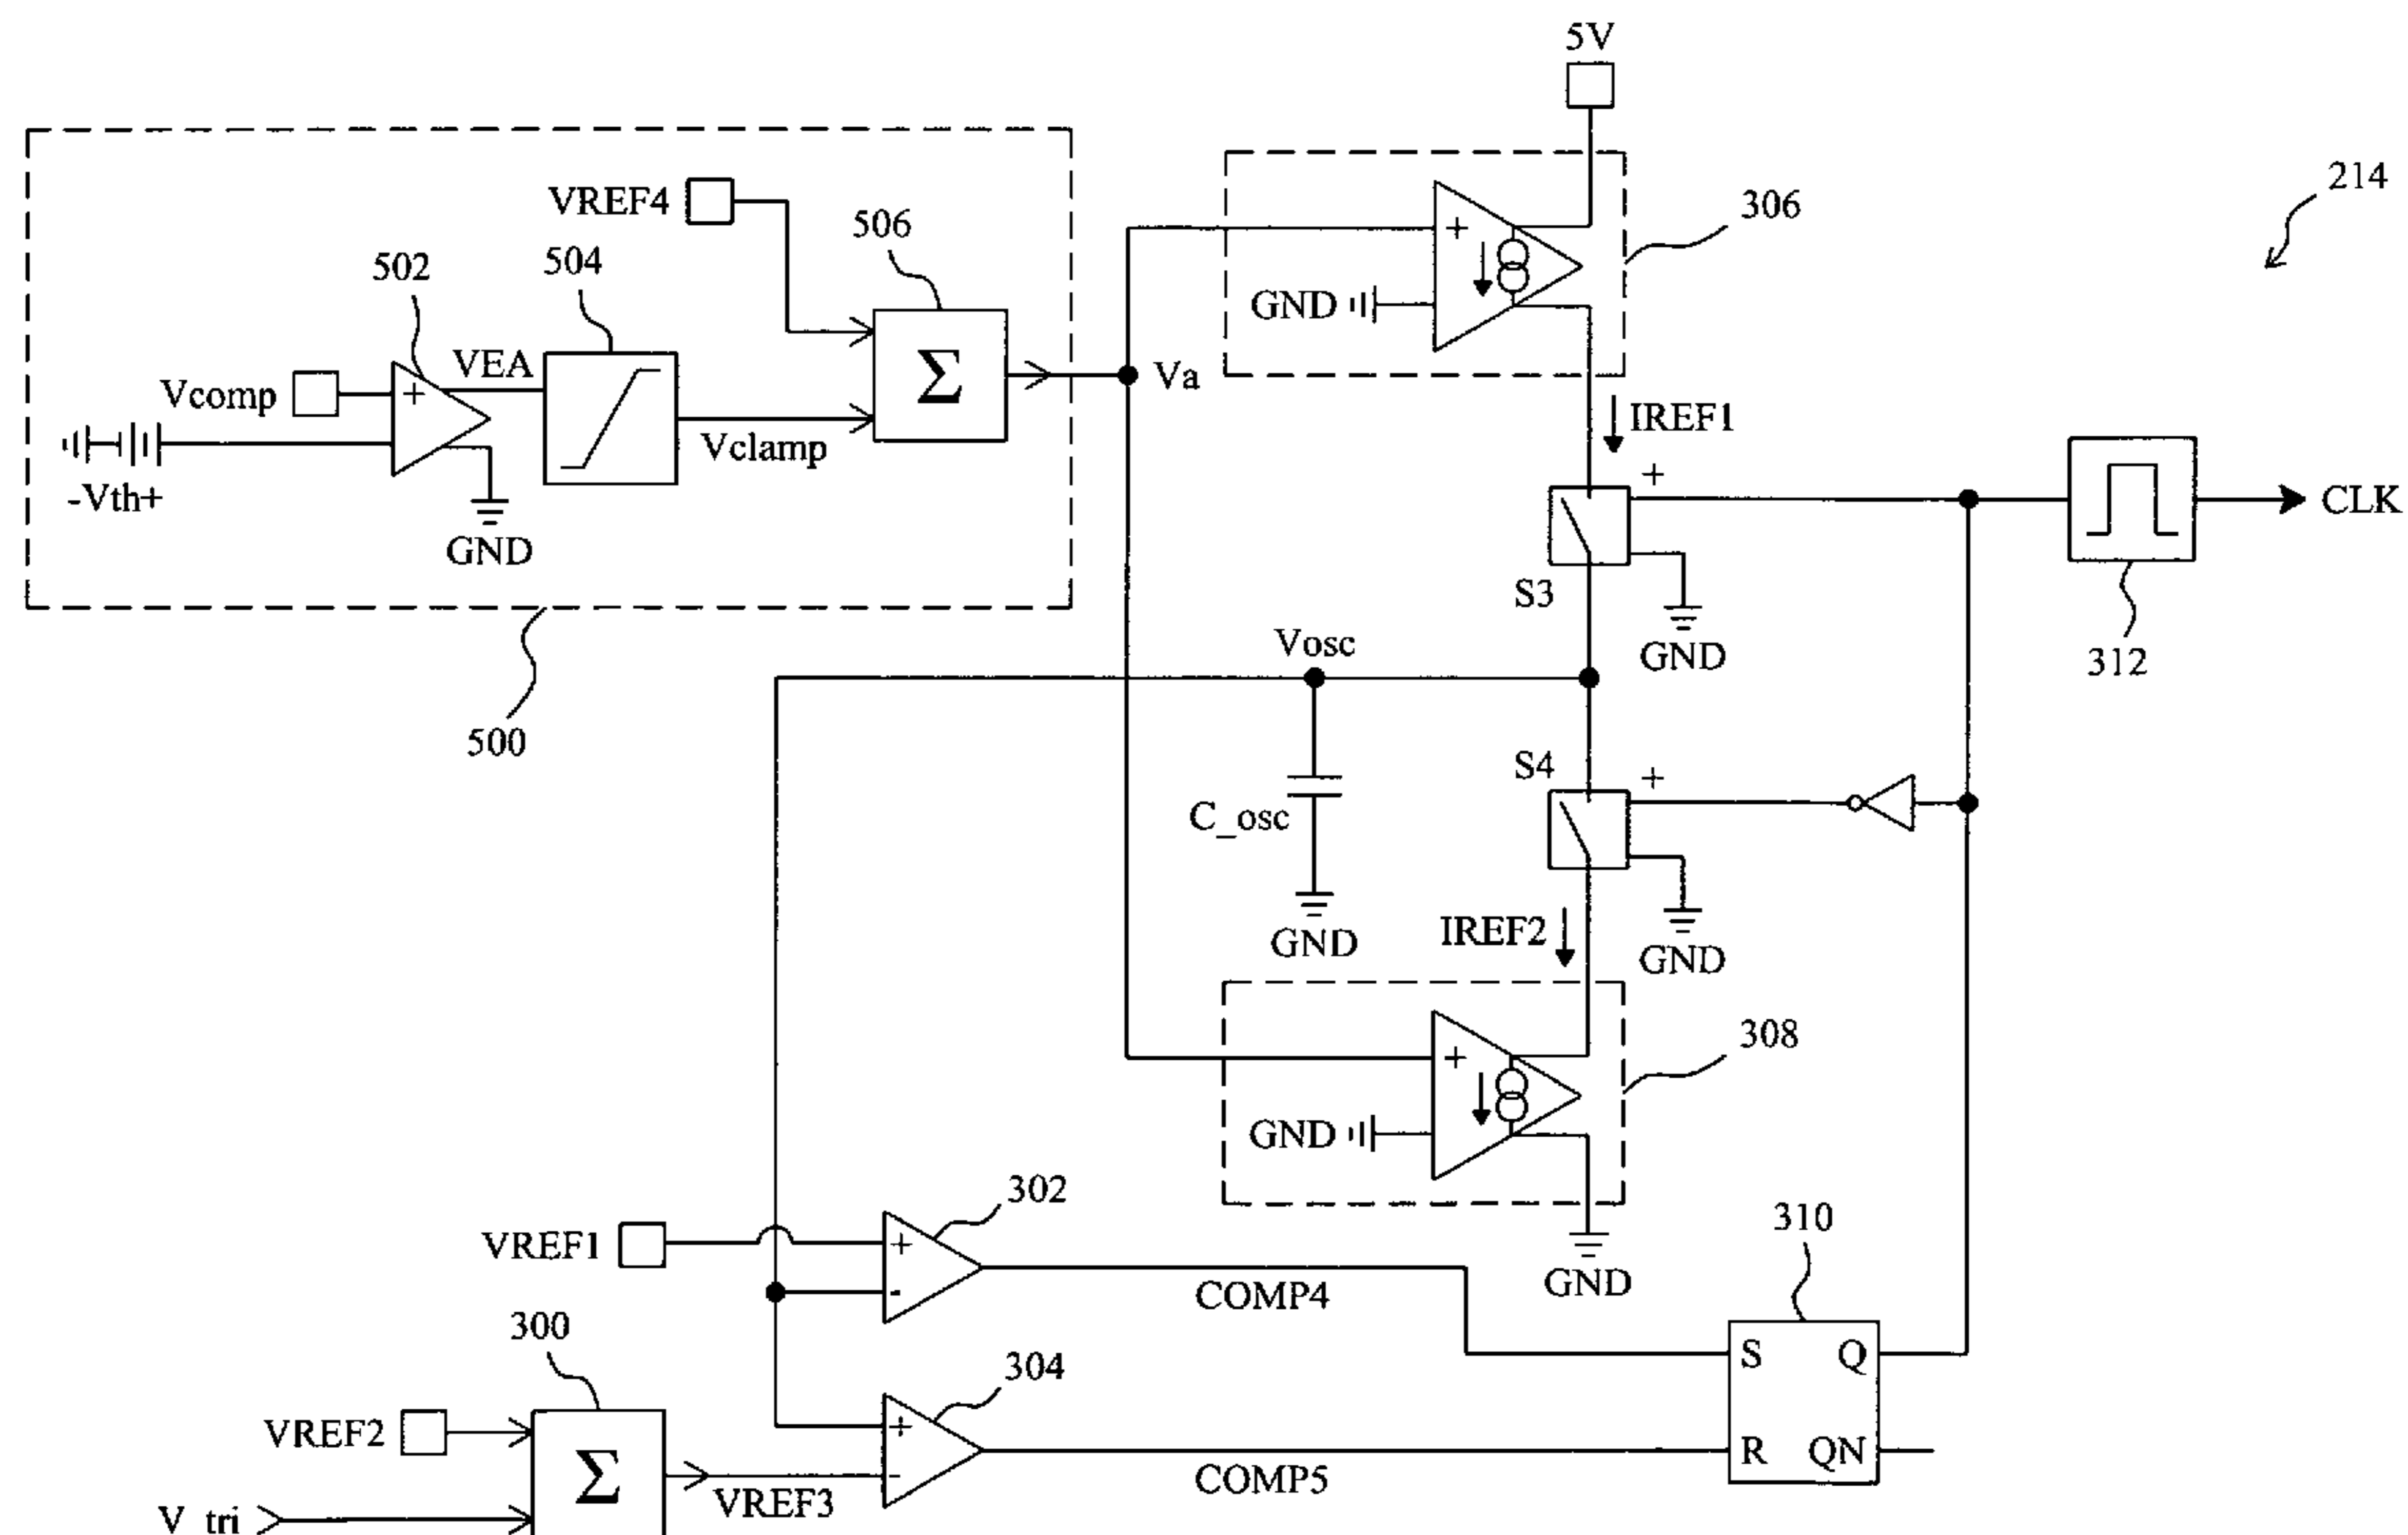 5V
214
VREF4
506
306
502
504
GND
VEA
Vcomp
Σ
Va
Vclamp
IREF1
-Vth+
CLK
GND
S3
Vosc
GND
312
500
S4
C_osc
IREF2
GND
GND
308
GND
VREF1
302
310
GND
COMP4
300
S Q
304
VREF2
Σ
R QN
VREF3
COMP5
V_tri